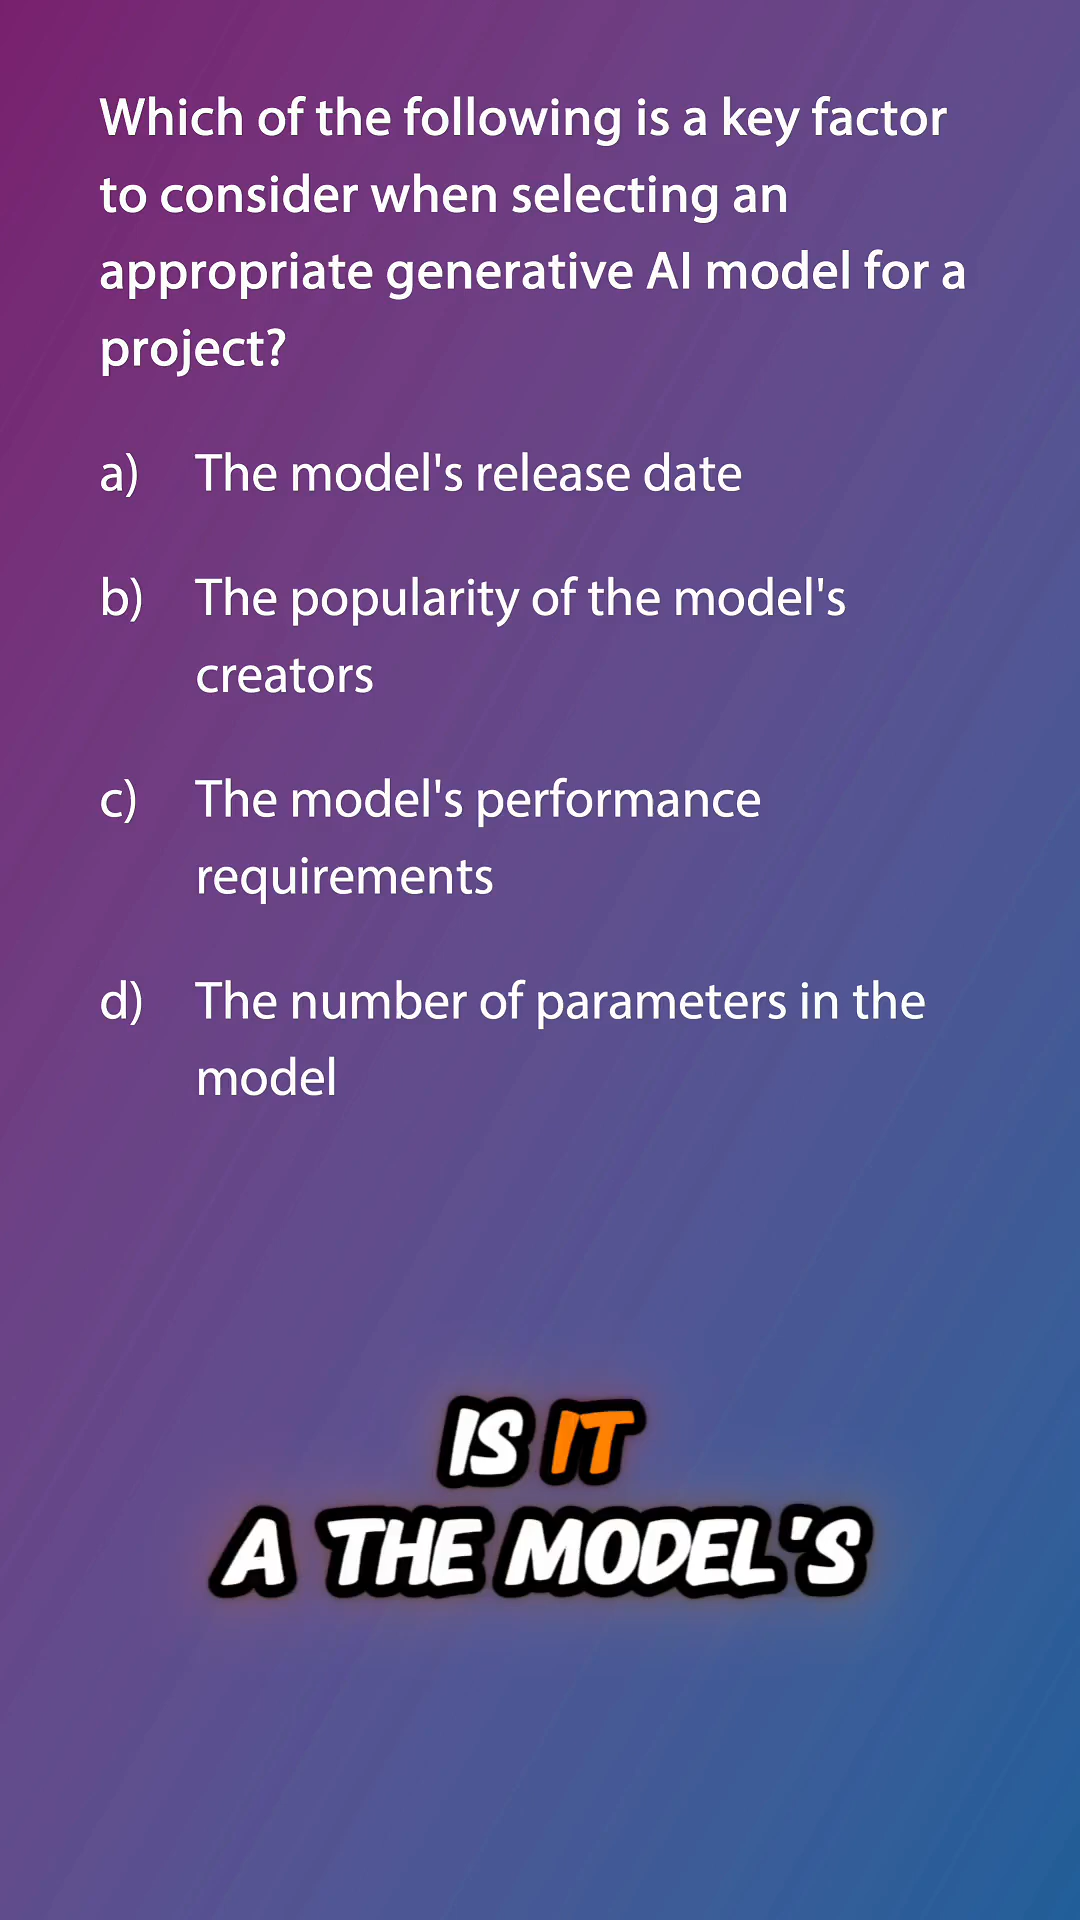 Which of the following is a key factor
to consider when selecting an
appropriate generative AI model for a
project?
a) The model's release date
b) The popularity of the model's
creators
c) The model's performance
requirements
d) The number of parameters in the
model
IS IT
A THE MODEL'S